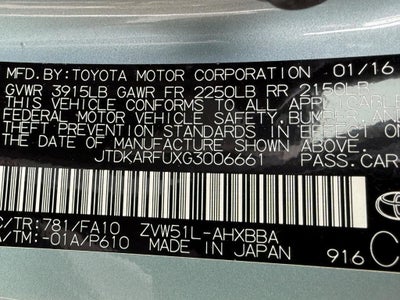 MFD.BY:TOYOTA MOTOR CORPORATION 01/16
GVWR 3915LB GAWR FR 2250LB RR 2150LB
THIS VEHICLE CONFORMS TO ALL APPLICABLE
FEDERAL MOTOR VEHICLE SAFETY, BUMPER, AND
THEFT PREVENTION STANDARDS IN EFFECT ON
THE DATE OF MANUFACTURE SHOWN ABOVE.
JTDKARFUXG3006661 PASS.CAR
C/TR:781/FA10 ZVW51L-AHXBBA
A/TM:-01A/P610 MADE IN JAPAN
916
TOYOTA